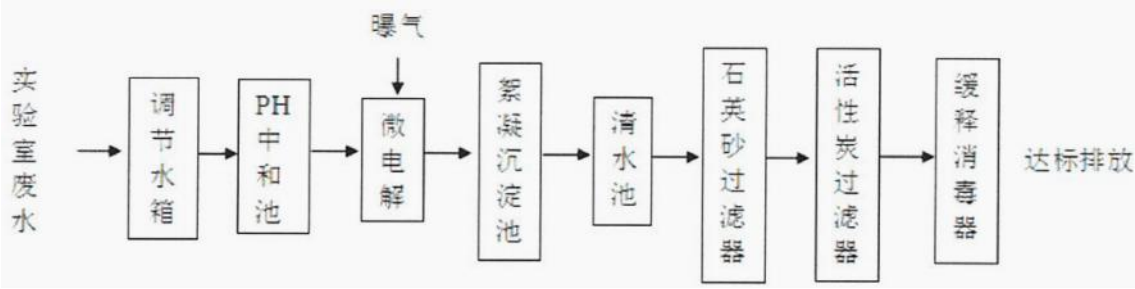 曝气
实验室废水
调节水箱
PH中和池
微电解
絮凝沉淀池
清水池
石英砂过滤器
活性炭过滤器
缓释消毒器
达标排放